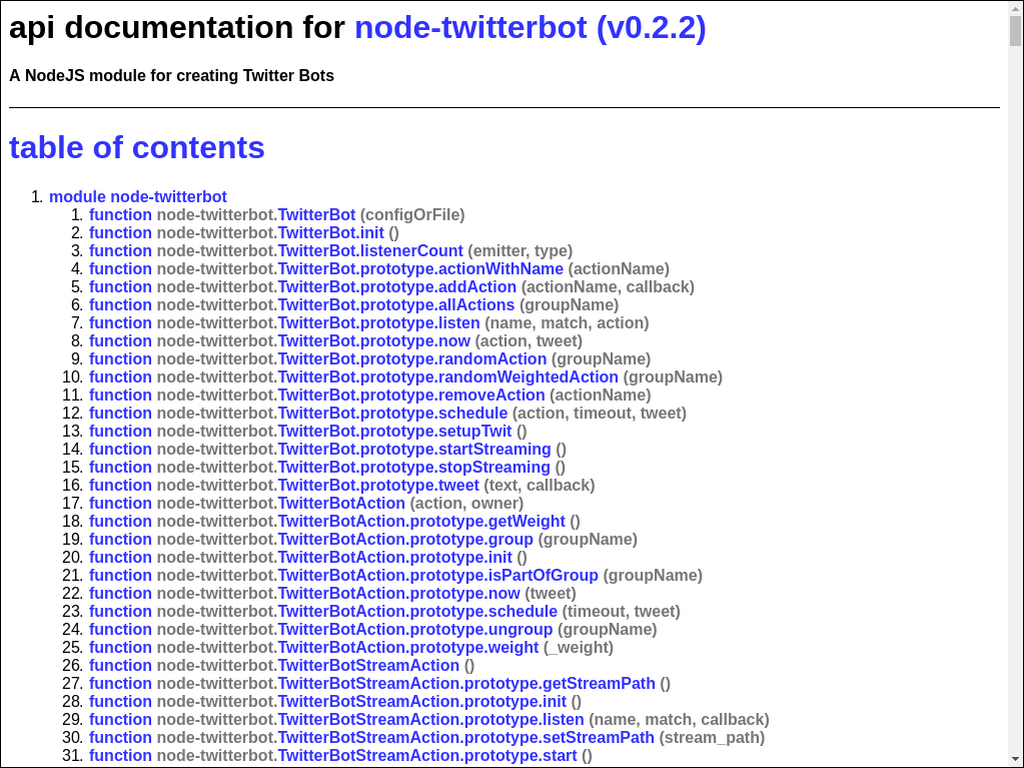 api documentation for node-twitterbot (v0.2.2)
A NodeJS module for creating Twitter Bots
table of contents
1. module node-twitterbot
1. function node-twitterbot.TwitterBot (configOrFile)
2. function node-twitterbot.TwitterBot.init ()
3. function node-twitterbot.TwitterBot.listenerCount (emitter, type)
4. function node-twitterbot.TwitterBot.prototype.actionWithName (actionName)
5. function node-twitterbot.TwitterBot.prototype.addAction (actionName, callback)
6. function node-twitterbot.TwitterBot.prototype.allActions (groupName)
7. function node-twitterbot.TwitterBot.prototype.listen (name, match, action)
8. function node-twitterbot.TwitterBot.prototype.now (action, tweet)
9. function node-twitterbot.TwitterBot.prototype.randomAction (groupName)
10. function node-twitterbot.TwitterBot.prototype.randomWeightedAction (groupName)
11. function node-twitterbot.TwitterBot.prototype.removeAction (actionName)
12. function node-twitterbot.TwitterBot.prototype.schedule (action, timeout, tweet)
13. function node-twitterbot.TwitterBot.prototype.setupTwit ()
14. function node-twitterbot.TwitterBot.prototype.startStreaming ()
15. function node-twitterbot.TwitterBot.prototype.stopStreaming ()
16. function node-twitterbot.TwitterBot.prototype.tweet (text, callback)
17. function node-twitterbot.TwitterBotAction (action, owner)
18. function node-twitterbot.TwitterBotAction.prototype.getWeight ()
19. function node-twitterbot.TwitterBotAction.prototype.group (groupName)
20. function node-twitterbot.TwitterBotAction.prototype.init ()
21. function node-twitterbot.TwitterBotAction.prototype.isPartOfGroup (groupName)
22. function node-twitterbot.TwitterBotAction.prototype.now (tweet)
23. function node-twitterbot.TwitterBotAction.prototype.schedule (timeout, tweet)
24. function node-twitterbot.TwitterBotAction.prototype.ungroup (groupName)
25. function node-twitterbot.TwitterBotAction.prototype.weight (_weight)
26. function node-twitterbot.TwitterBotStreamAction ()
27. function node-twitterbot.TwitterBotStreamAction.prototype.getStreamPath ()
28. function node-twitterbot.TwitterBotStreamAction.prototype.init ()
29. function node-twitterbot.TwitterBotStreamAction.prototype.listen (name, match, callback)
30. function node-twitterbot.TwitterBotStreamAction.prototype.setStreamPath (stream_path)
31. function node-twitterbot.TwitterBotStreamAction.prototype.start ()